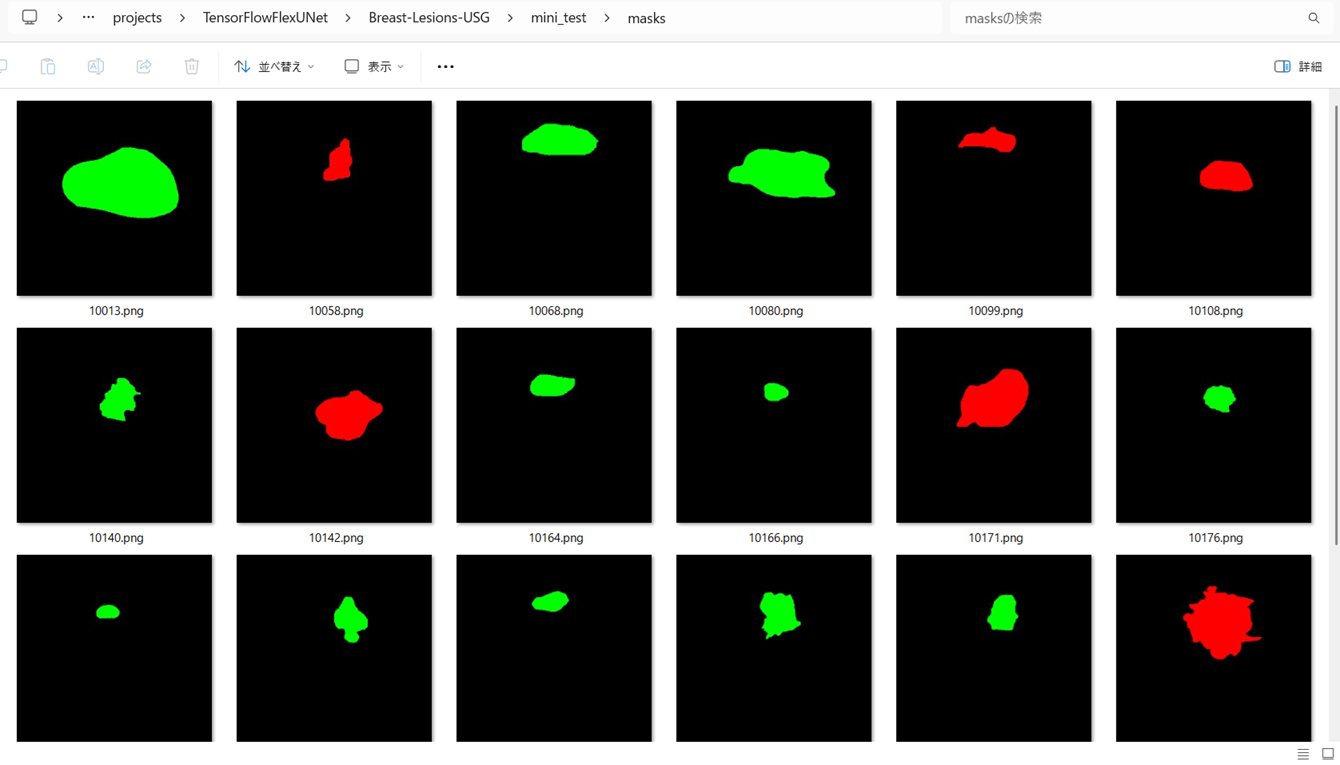 … projects TensorFlowFlexUNet Breast-Lesions-USG mini_test masks masksの検索
並べ替え 表示 … 詳細
10013.png 10058.png 10068.png 10080.png 10099.png 10108.png
10140.png 10142.png 10164.png 10166.png 10171.png 10176.png